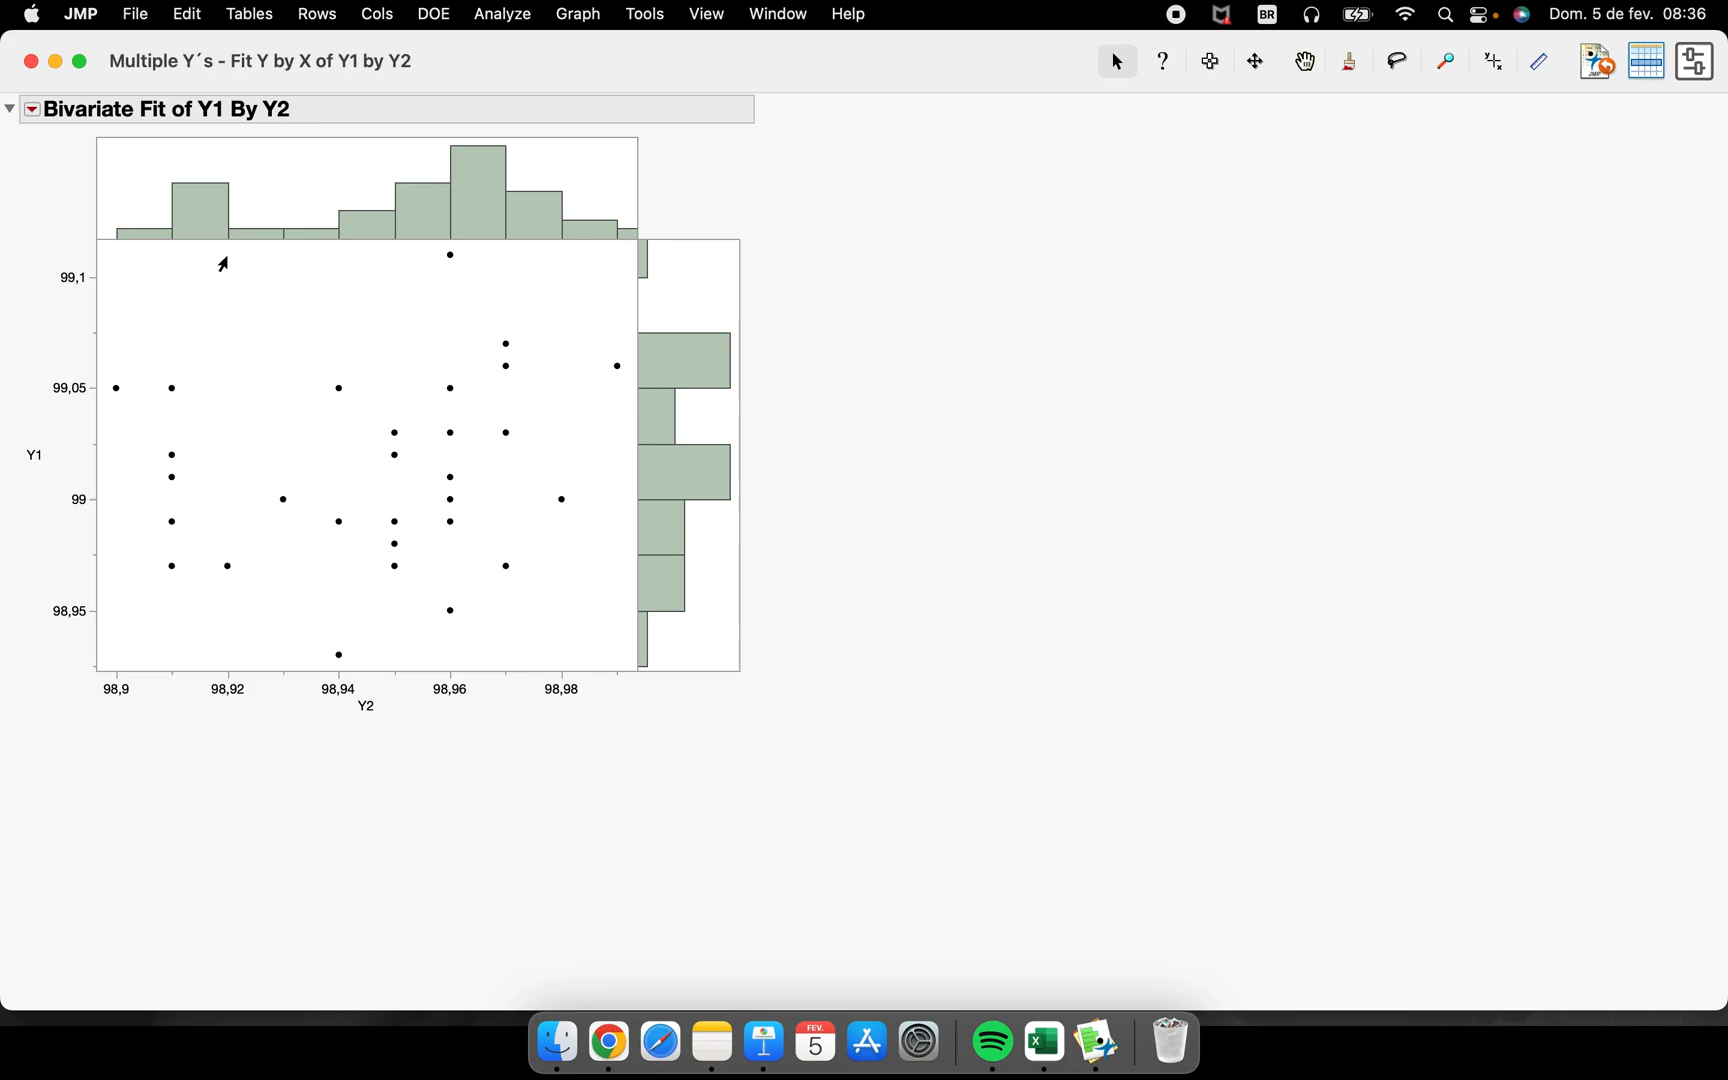 JMP File Edit Tables Rows Cols DOE Analyze Graph Tools View Window Help BR Dom. 5 de fev. 08:36
Multiple Y´s - Fit Y by X of Y1 by Y2
Bivariate Fit of Y1 By Y2
99,1
99,05
Y1
99
98,95
98,9 98,92 98,94 98,96 98,98
Y2
FEV.
5